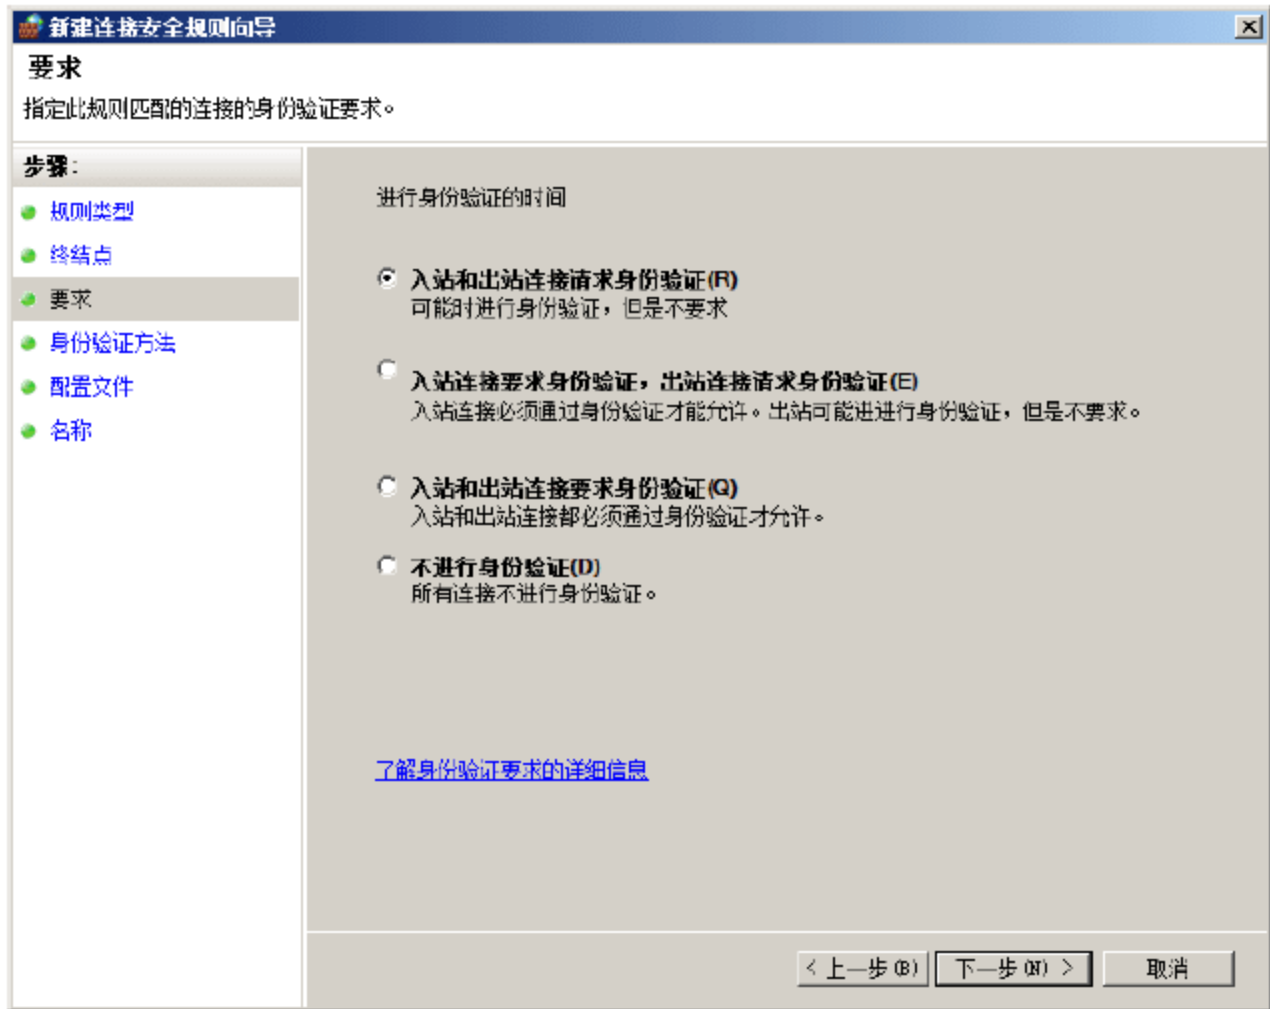 新建连接安全规则向导
要求
指定此规则匹配的连接的身份验证要求。
步骤:
规则类型
终结点
要求
身份验证方法
配置文件
名称
进行身份验证的时间
入站和出站连接请求身份验证(R)
可能时进行身份验证，但是不要求
入站连接要求身份验证，出站连接请求身份验证(E)
入站连接必须通过身份验证才能允许。出站可能进进行身份验证，但是不要求。
入站和出站连接要求身份验证(Q)
入站和出站连接都必须通过身份验证才允许。
不进行身份验证(D)
所有连接不进行身份验证。
了解身份验证要求的详细信息
< 上一步(B)
下一步(N) >
取消